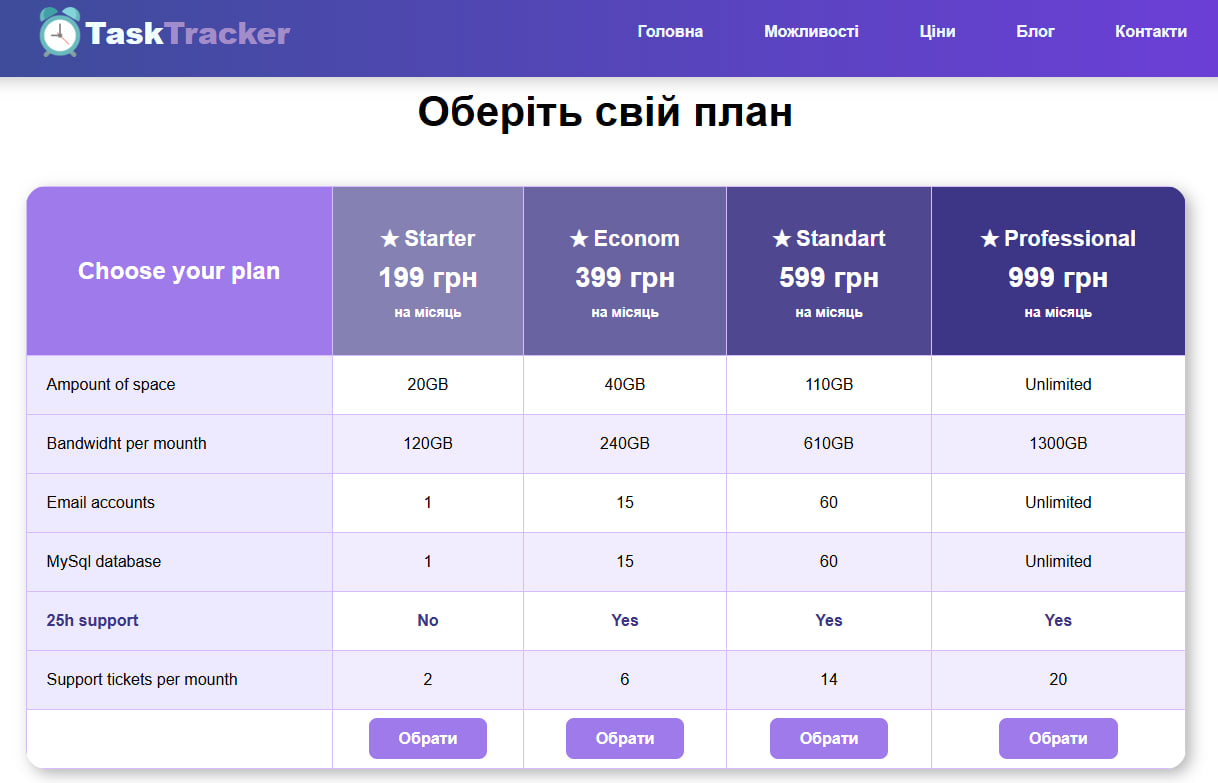 TaskTracker Головна Можливості Ціни Блог Контакти
Оберіть свій план
Choose your plan
★ Starter
199 грн
на місяць
★ Econom
399 грн
на місяць
★ Standart
599 грн
на місяць
★ Professional
999 грн
на місяць
Ampount of space 20GB 40GB 110GB Unlimited
Bandwidht per mounth 120GB 240GB 610GB 1300GB
Email accounts 1 15 60 Unlimited
MySql database 1 15 60 Unlimited
25h support No Yes Yes Yes
Support tickets per mounth 2 6 14 20
Обрати Обрати Обрати Обрати